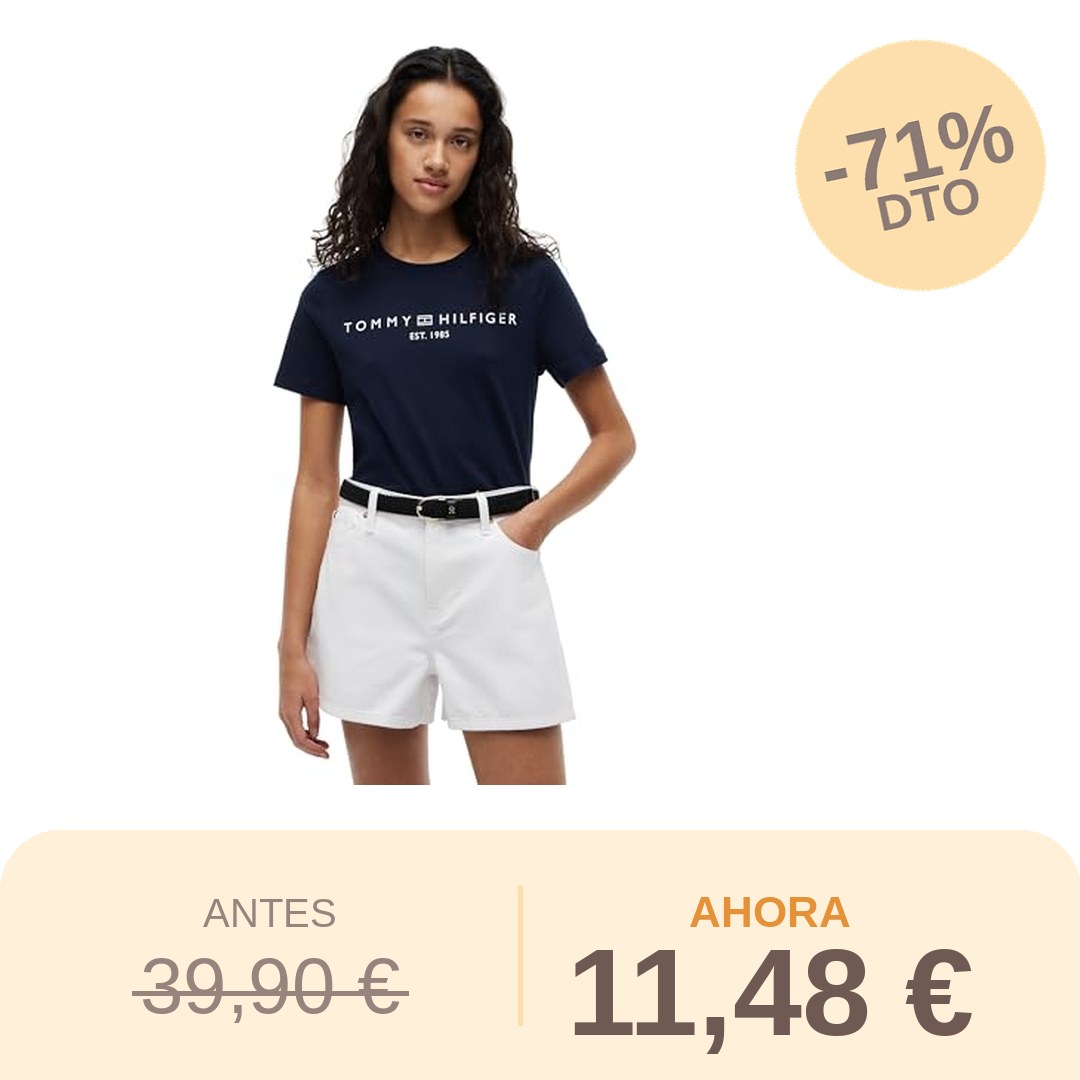 -71%
DTO
TOMMY HILFIGER
EST. 1985
ANTES
AHORA
39,90 €
11,48 €